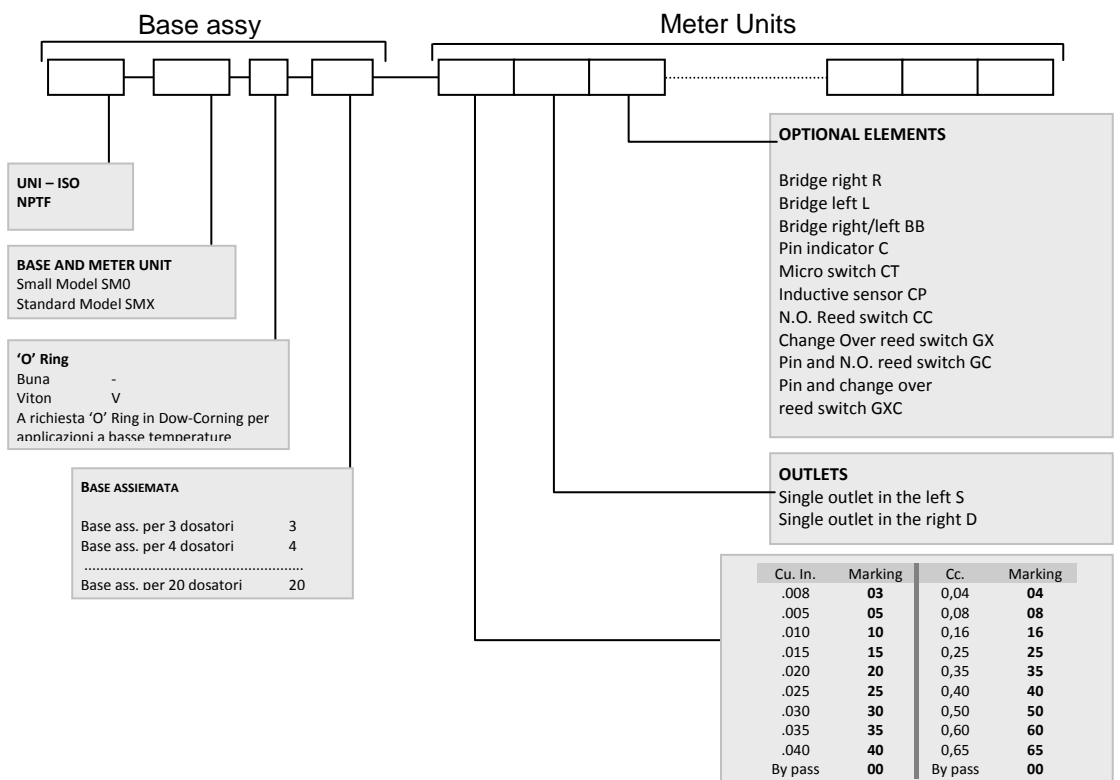 Base assy
Meter Units
UNI – ISO
NPTF
BASE AND METER UNIT
Small Model SM0
Standard Model SMX
‘O’ Ring
Buna -
Viton V
A richiesta ‘O’ Ring in Dow-Corning per
applicazioni a basse temperature
BASE ASSIEMATA
Base ass. per 3 dosatori 3
Base ass. per 4 dosatori 4
.......................................................
Base ass. per 20 dosatori 20
OPTIONAL ELEMENTS
Bridge right R
Bridge left L
Bridge right/left BB
Pin indicator C
Micro switch CT
Inductive sensor CP
N.O. Reed switch CC
Change Over reed switch GX
Pin and N.O. reed switch GC
Pin and change over
reed switch GXC
OUTLETS
Single outlet in the left S
Single outlet in the right D
Cu. In. Marking Cc. Marking
.008 03 0,04 04
.005 05 0,08 08
.010 10 0,16 16
.015 15 0,25 25
.020 20 0,35 35
.025 25 0,40 40
.030 30 0,50 50
.035 35 0,60 60
.040 40 0,65 65
By pass 00 By pass 00